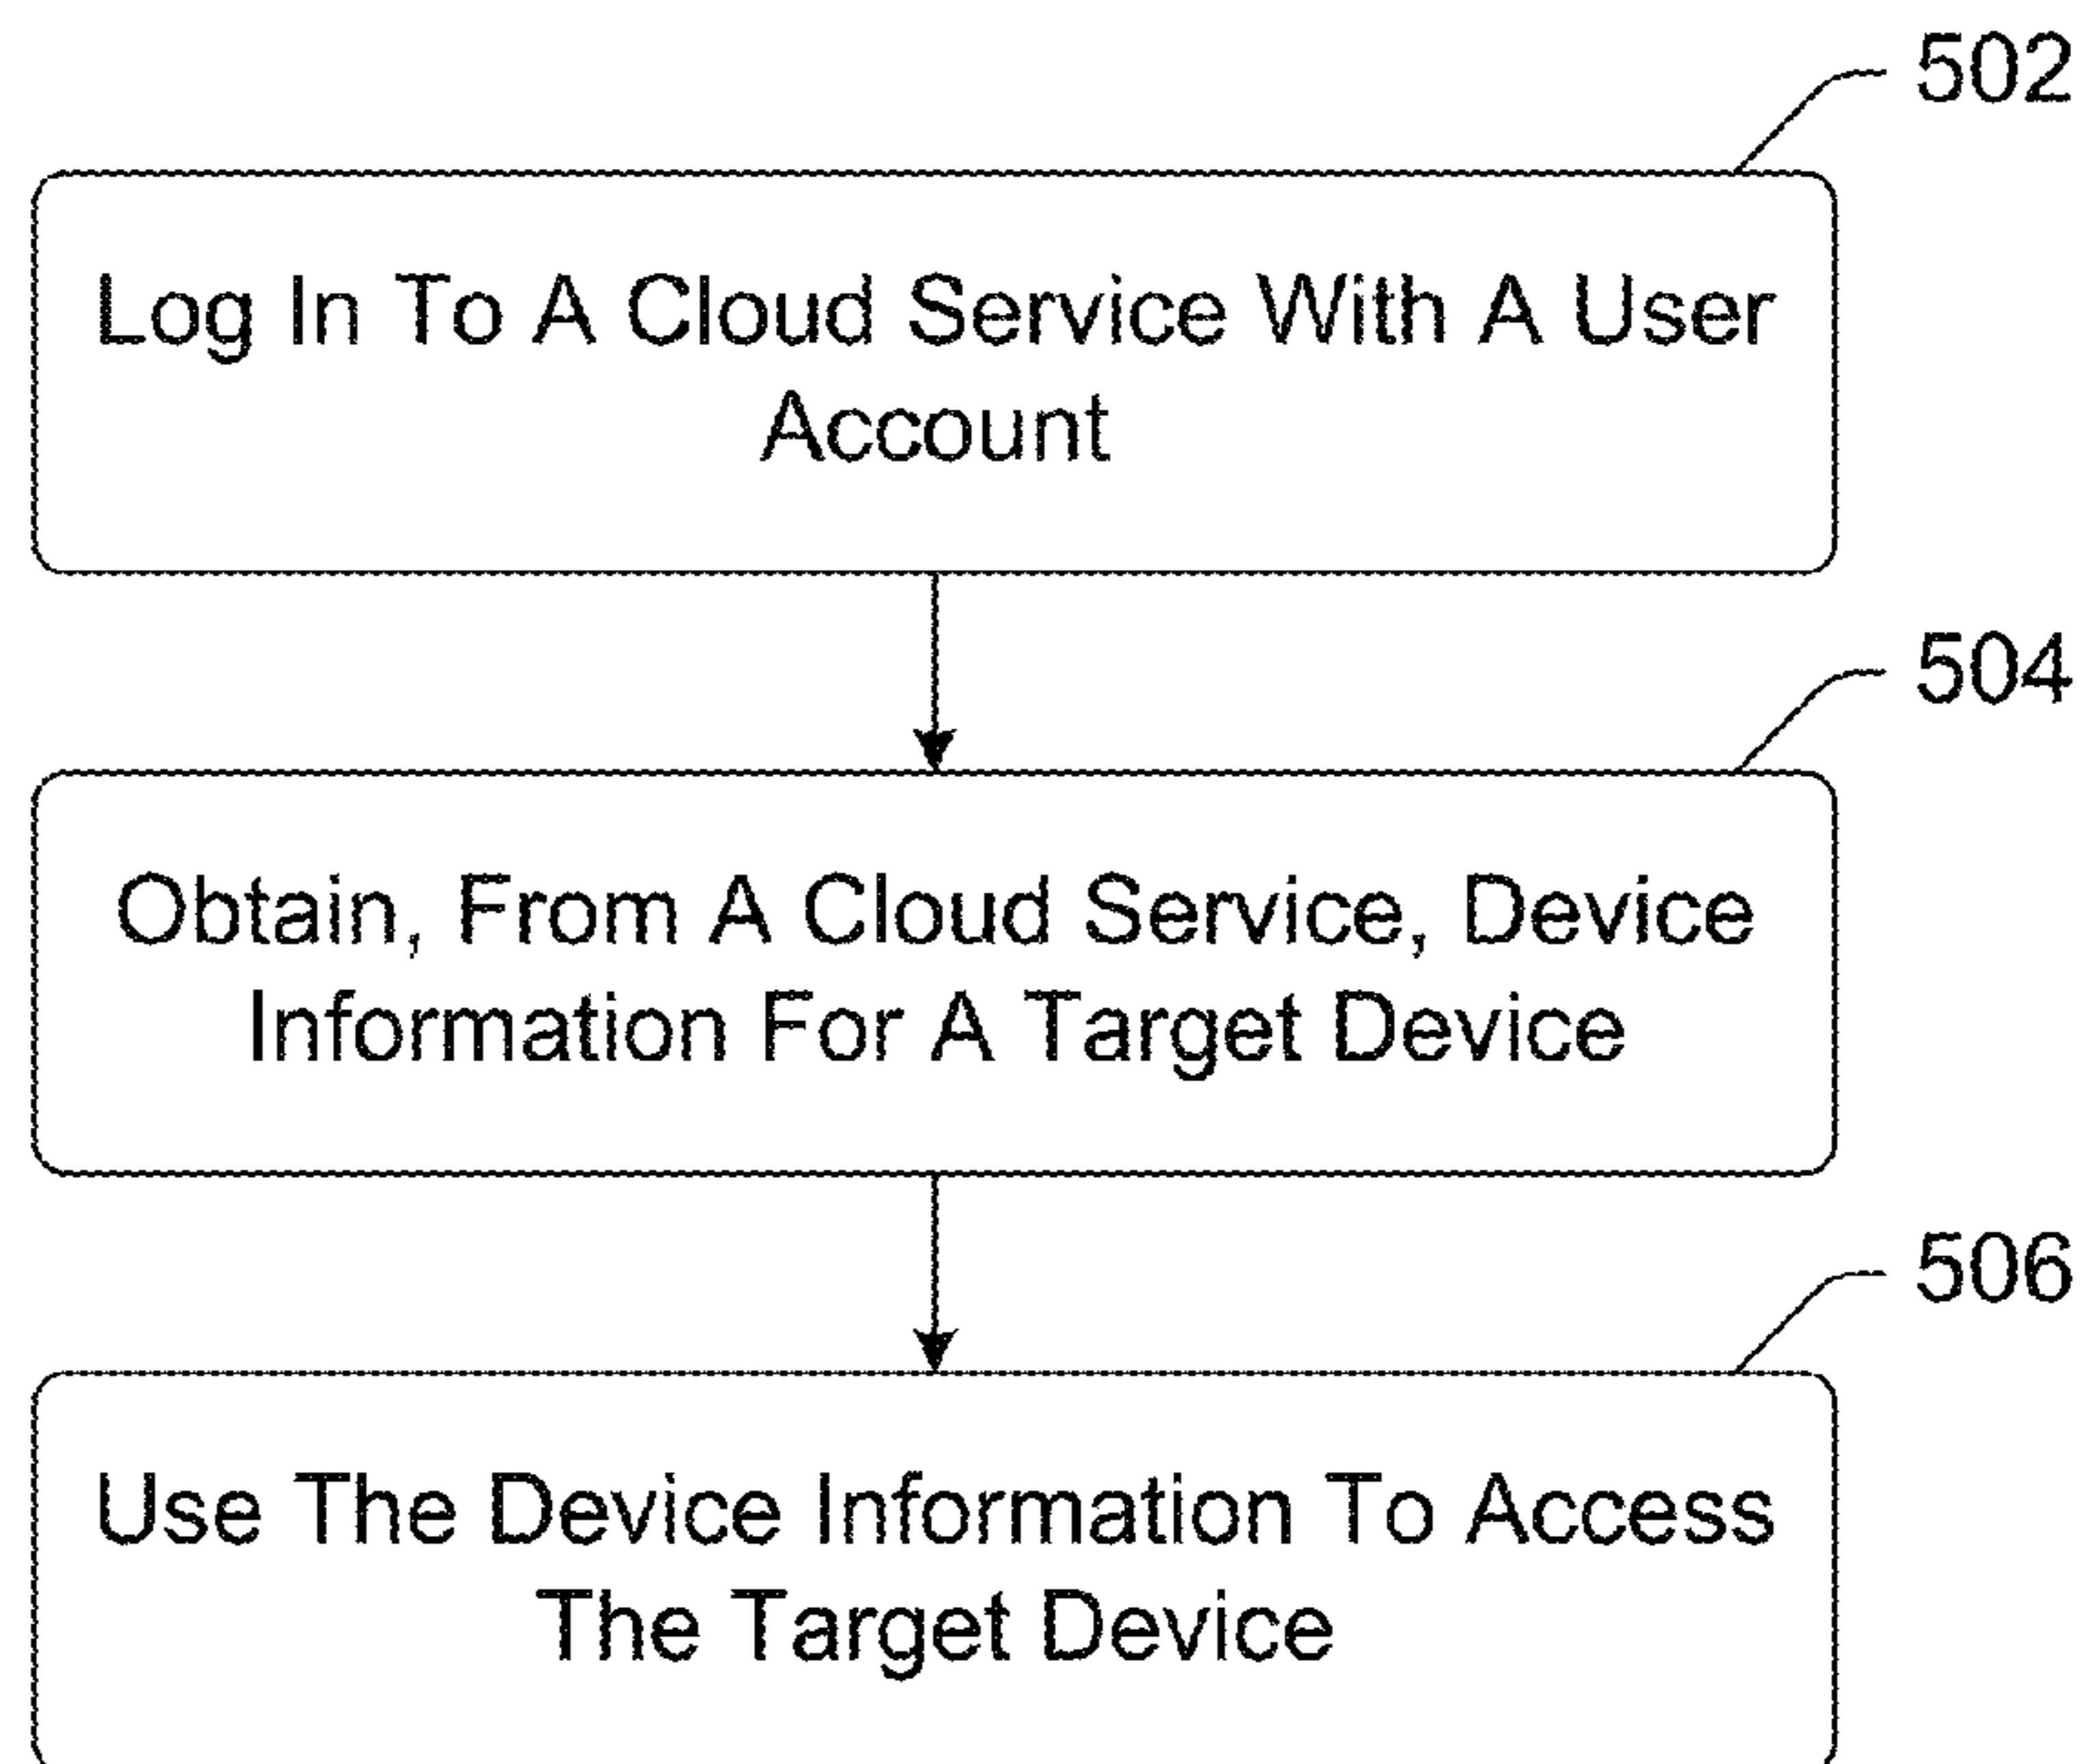 502
Log In To A Cloud Service With A User
Account
504
Obtain, From A Cloud Service, Device
Information For A Target Device
506
Use The Device Information To Access
The Target Device